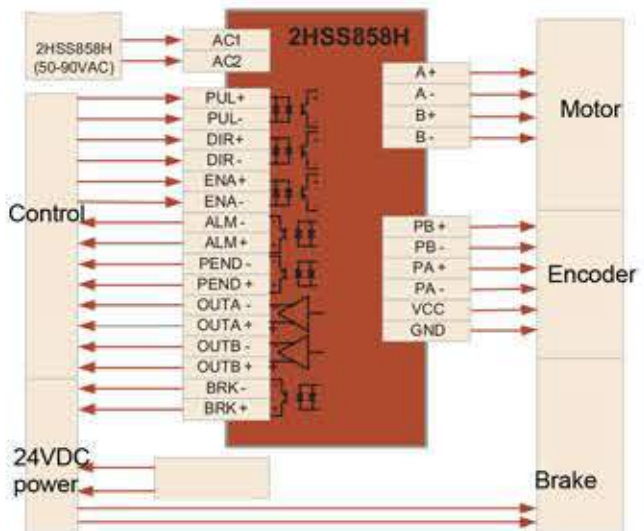 2HSS858H
2HSS858H
(50-90VAC)
AC1
AC2
A+
A-
B+
B-
Motor
Control
PUL+
PUL-
DIR+
DIR-
ENA+
ENA-
ALM-
ALM+
PEND-
PEND+
OUTA -
OUTA +
OUTB -
OUTB +
BRK-
BRK+
PB +
PB -
PA +
PA -
VCC
GND
Encoder
24VDC
power
Brake